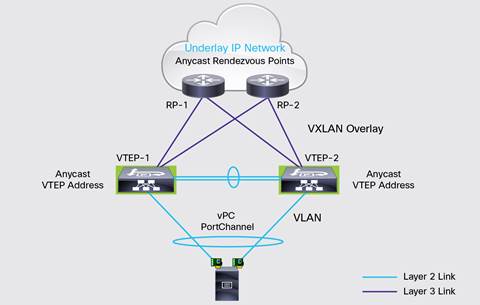 Underlay IP Network
Anycast Rendezvous Points
RP-1
RP-2
VXLAN Overlay
VTEP-1
VTEP-2
Anycast
VTEP Address
Anycast
VTEP Address
vPC
PortChannel
VLAN
Layer 2 Link
Layer 3 Link